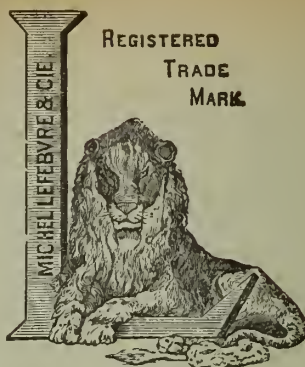 REGISTERED
TRADE
MARK.
MICHEL LEFEBVRE & CIE.
L